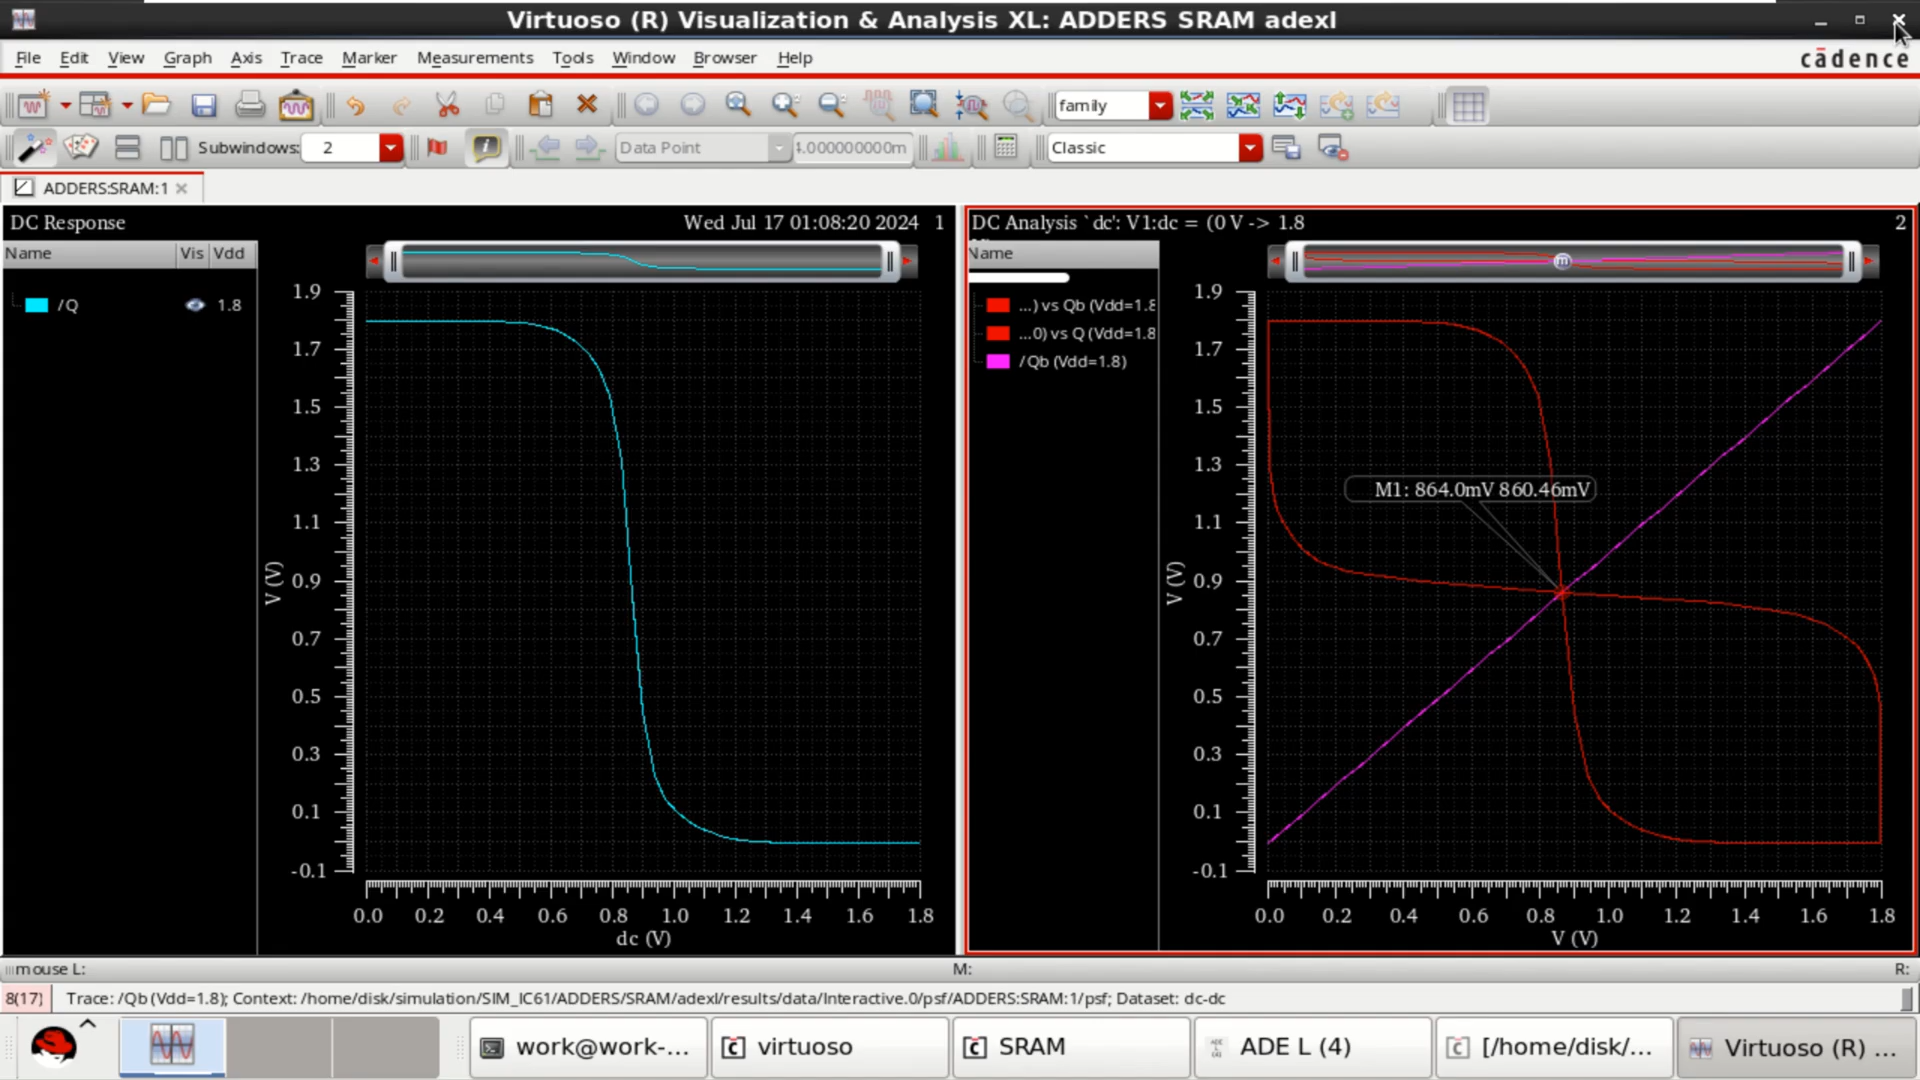 Virtuoso (R) Visualization & Analysis XL: ADDERS SRAM adexl
File Edit View Graph Axis Trace Marker Measurements Tools Window Browser Help
cādence
family
Subwindows: 2
Data Point
1.000000000m
Classic
ADDERS:SRAM:1
DC Response
Wed Jul 17 01:08:20 2024 1
Name Vis Vdd
/Q 1.8
1.9
1.7
1.5
1.3
1.1
0.9
0.7
0.5
0.3
0.1
-0.1
V (V)
0.0 0.2 0.4 0.6 0.8 1.0 1.2 1.4 1.6 1.8
dc (V)
DC Analysis `dc': V1:dc = (0 V -> 1.8
2
Name
...) vs Qb (Vdd=1.8
...0) vs Q (Vdd=1.8
/Qb (Vdd=1.8)
1.9
1.7
1.5
1.3
1.1
0.9
0.7
0.5
0.3
0.1
-0.1
V (V)
M1: 864.0mV 860.46mV
0.0 0.2 0.4 0.6 0.8 1.0 1.2 1.4 1.6 1.8
V (V)
mouse L: M: R:
8(17) Trace: /Qb (Vdd=1.8); Context: /home/disk/simulation/SIM_IC61/ADDERS/SRAM/adexl/results/data/Interactive.0/psf/ADDERS:SRAM:1/psf; Dataset: dc-dc
work@work-...
virtuoso
SRAM
ADE L (4)
[/home/disk/...
Virtuoso (R) ...